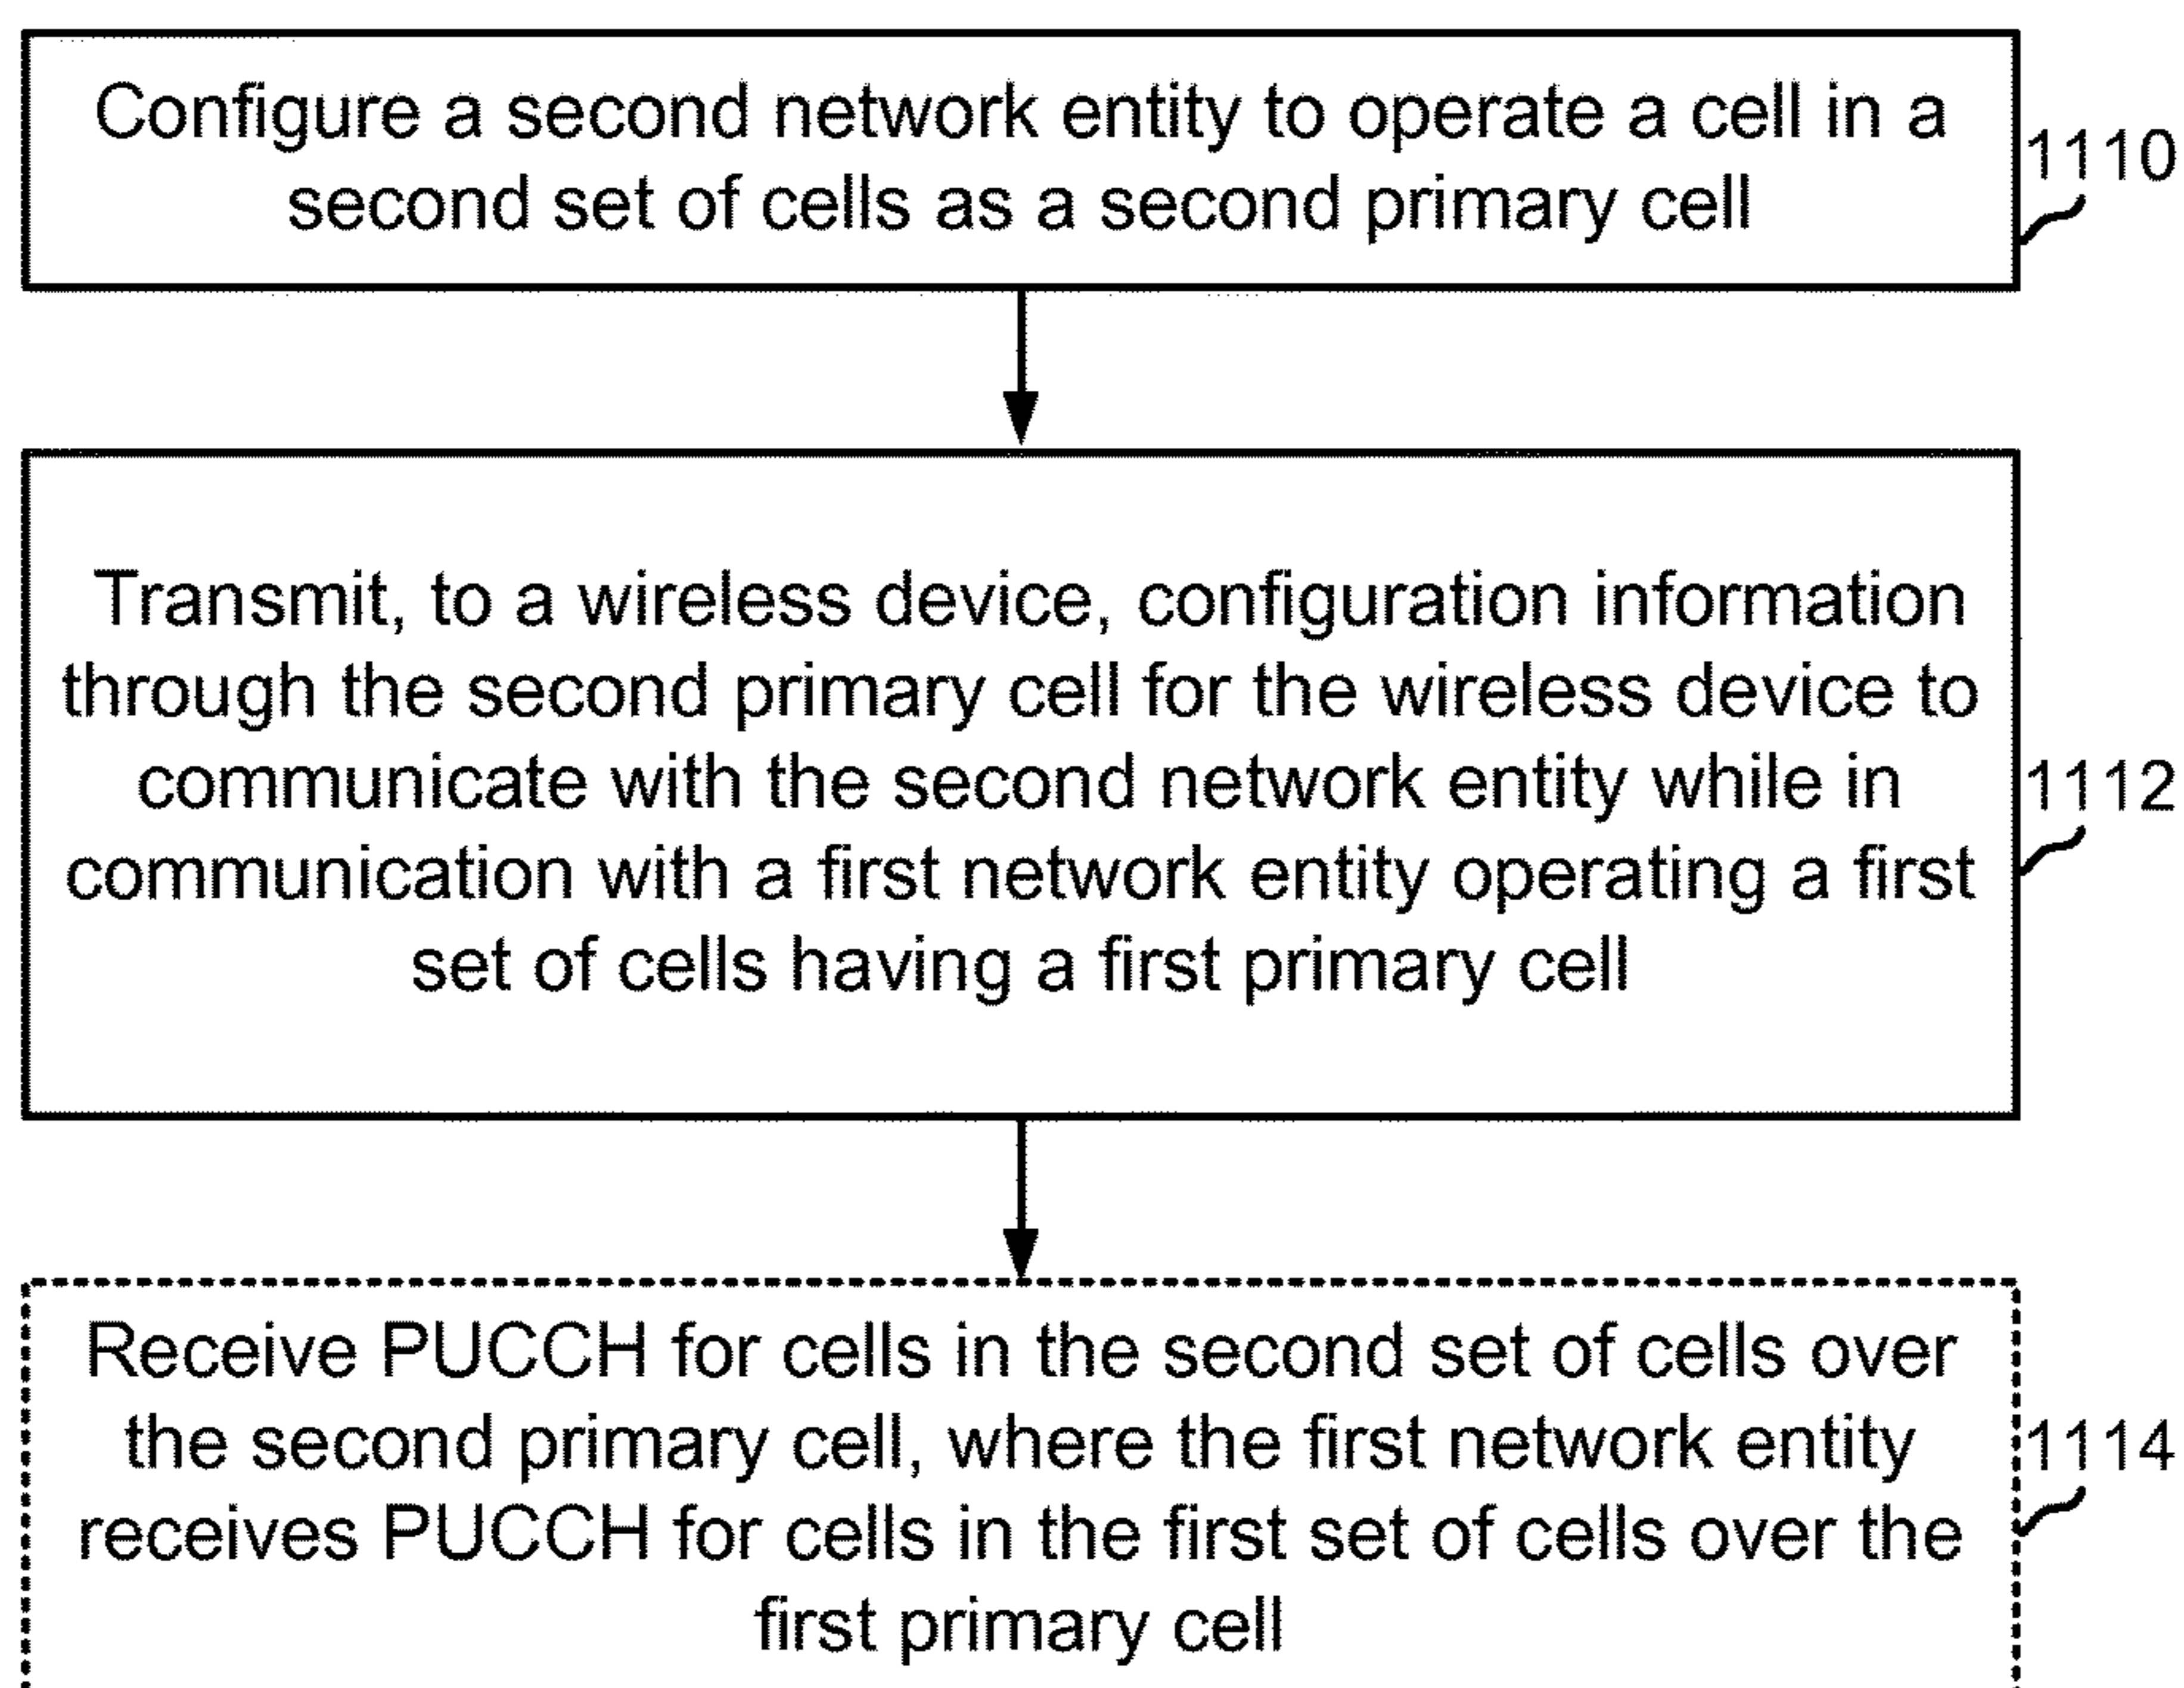 Configure a second network entity to operate a cell in a
second set of cells as a second primary cell
1110
Transmit, to a wireless device, configuration information
through the second primary cell for the wireless device to
communicate with the second network entity while in
communication with a first network entity operating a first
set of cells having a first primary cell
1112
Receive PUCCH for cells in the second set of cells over
the second primary cell, where the first network entity
receives PUCCH for cells in the first set of cells over the
first primary cell
1114